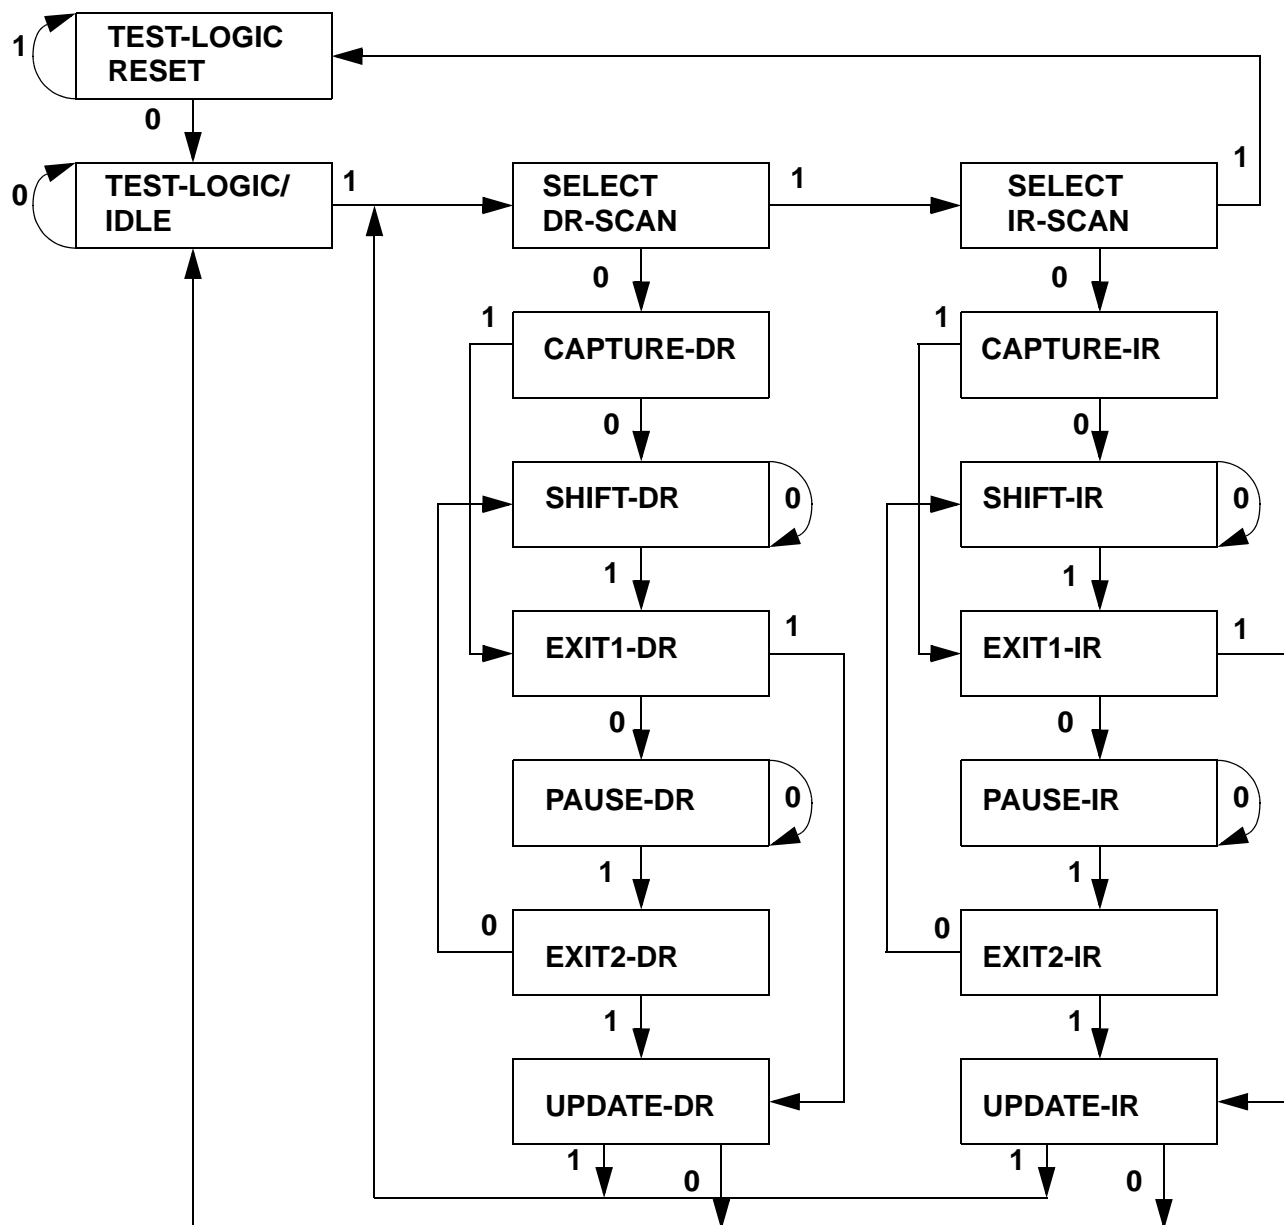 1
TEST-LOGIC
RESET
0
0
TEST-LOGIC/
IDLE
1
SELECT
DR-SCAN
1
SELECT
IR-SCAN
1
0
0
1
CAPTURE-DR
1
CAPTURE-IR
0
0
SHIFT-DR
0
SHIFT-IR
0
1
1
EXIT1-DR
1
EXIT1-IR
1
0
0
PAUSE-DR
0
PAUSE-IR
0
1
1
0
EXIT2-DR
0
EXIT2-IR
1
1
UPDATE-DR
UPDATE-IR
1
0
1
0